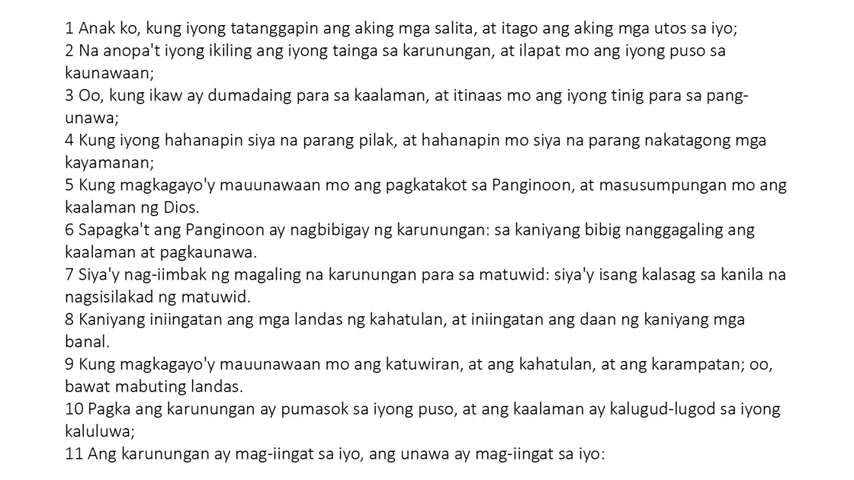 1 Anak ko, kung iyong tatanggapin ang aking mga salita, at itago ang aking mga utos sa iyo;
2 Na anopa't iyong ikiling ang iyong tainga sa karunungan, at ilapat mo ang iyong puso sa
kaunawaan;
3 Oo, kung ikaw ay dumadaing para sa kaalaman, at itinaas mo ang iyong tinig para sa pang-
unawa;
4 Kung iyong hahanapin siya na parang pilak, at hahanapin mo siya na parang nakatagong mga
kayamanan;
5 Kung magkagayo'y mauunawaan mo ang pagkatakot sa Panginoon, at masusumpungan mo ang
kaalaman ng Dios.
6 Sapagka't ang Panginoon ay nagbibigay ng karunungan: sa kaniyang bibig nanggagaling ang
kaalaman at pagkaunawa.
7 Siya'y nag-iimbak ng magaling na karunungan para sa matuwid: siya'y isang kalasag sa kanila na
nagsisilakad ng matuwid.
8 Kaniyang iniingatan ang mga landas ng kahatulan, at iniingatan ang daan ng kaniyang mga
banal.
9 Kung magkagayo'y mauunawaan mo ang katuwiran, at ang kahatulan, at ang karampatan; oo,
bawat mabuting landas.
10 Pagka ang karunungan ay pumasok sa iyong puso, at ang kaalaman ay kalugud-lugod sa iyong
kaluluwa;
11 Ang karunungan ay mag-iingat sa iyo, ang unawa ay mag-iingat sa iyo: